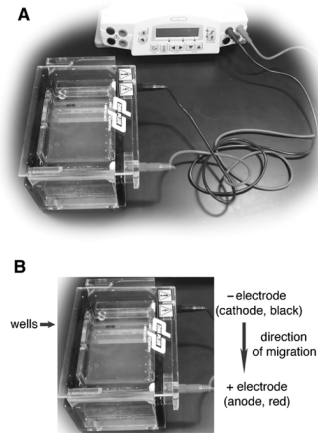 A
B
wells
– electrode
(cathode, black)
direction
of migration
+ electrode
(anode, red)